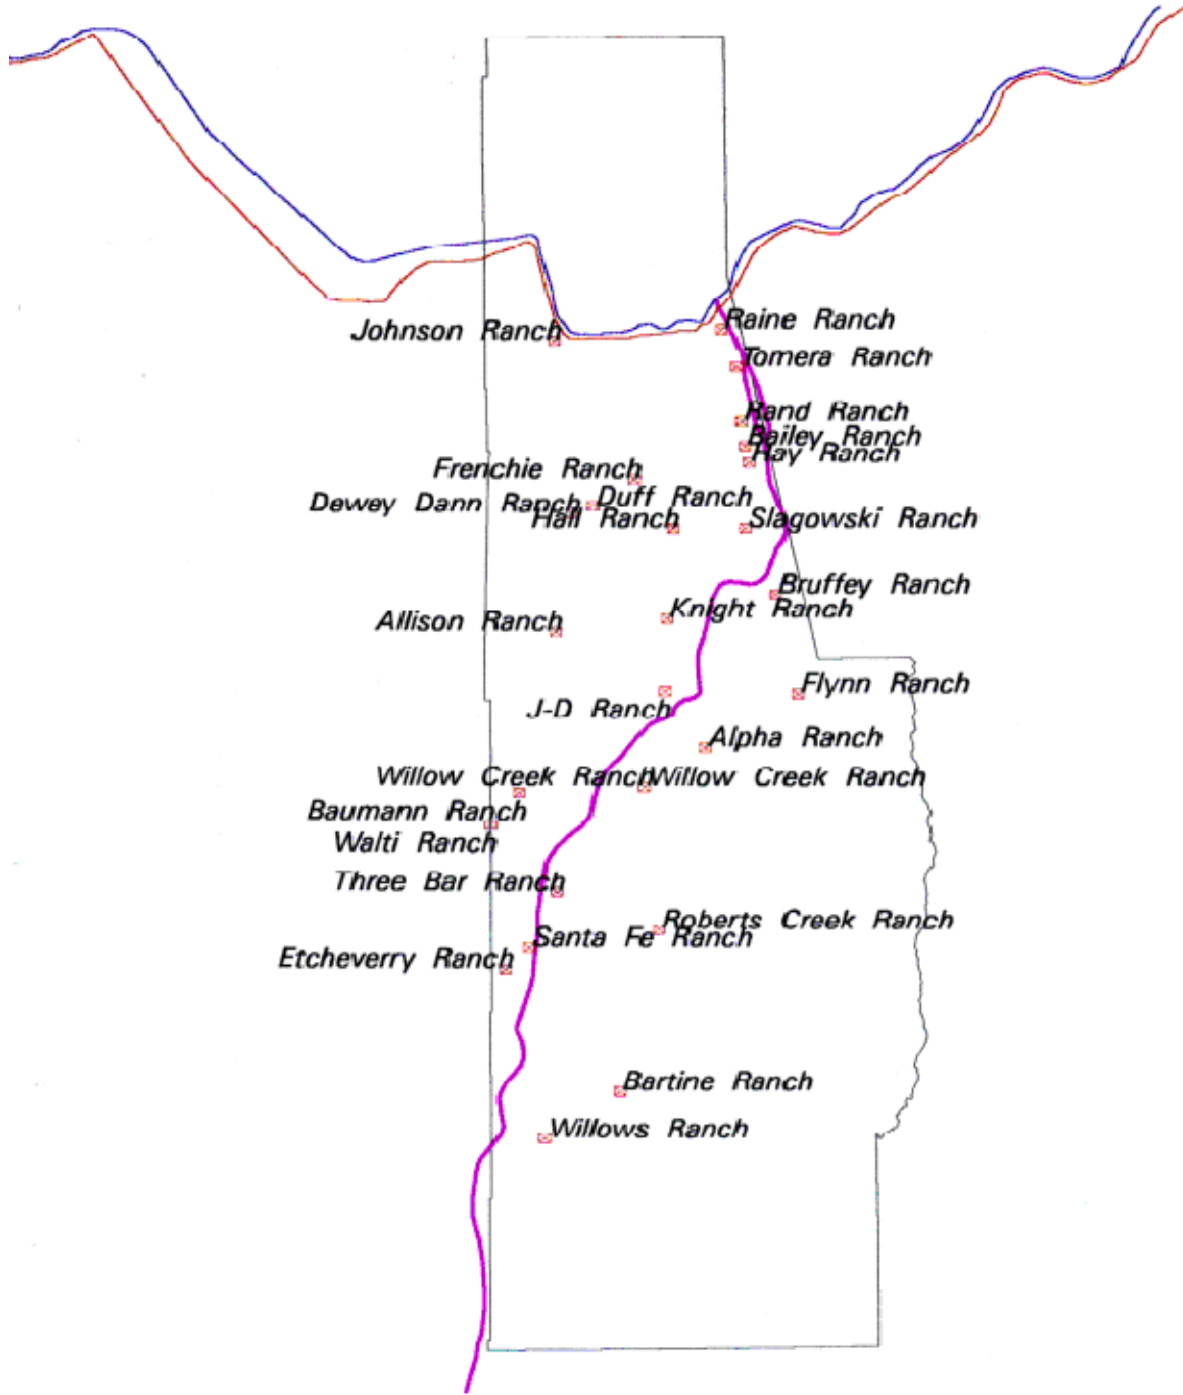 Raine Ranch
Johnson Ranch
Tomera Ranch
Rand Ranch
Bailey Ranch
Hay Ranch
Frenchie Ranch
Duff Ranch
Dewey Dann Ranch
Hall Ranch
Slagowski Ranch
Bruffey Ranch
Knight Ranch
Allison Ranch
Flynn Ranch
J-D Ranch
Alpha Ranch
Willow Creek Ranch
Willow Creek Ranch
Baumann Ranch
Walti Ranch
Three Bar Ranch
Roberts Creek Ranch
Santa Fe Ranch
Etcheverry Ranch
Bartine Ranch
Willows Ranch